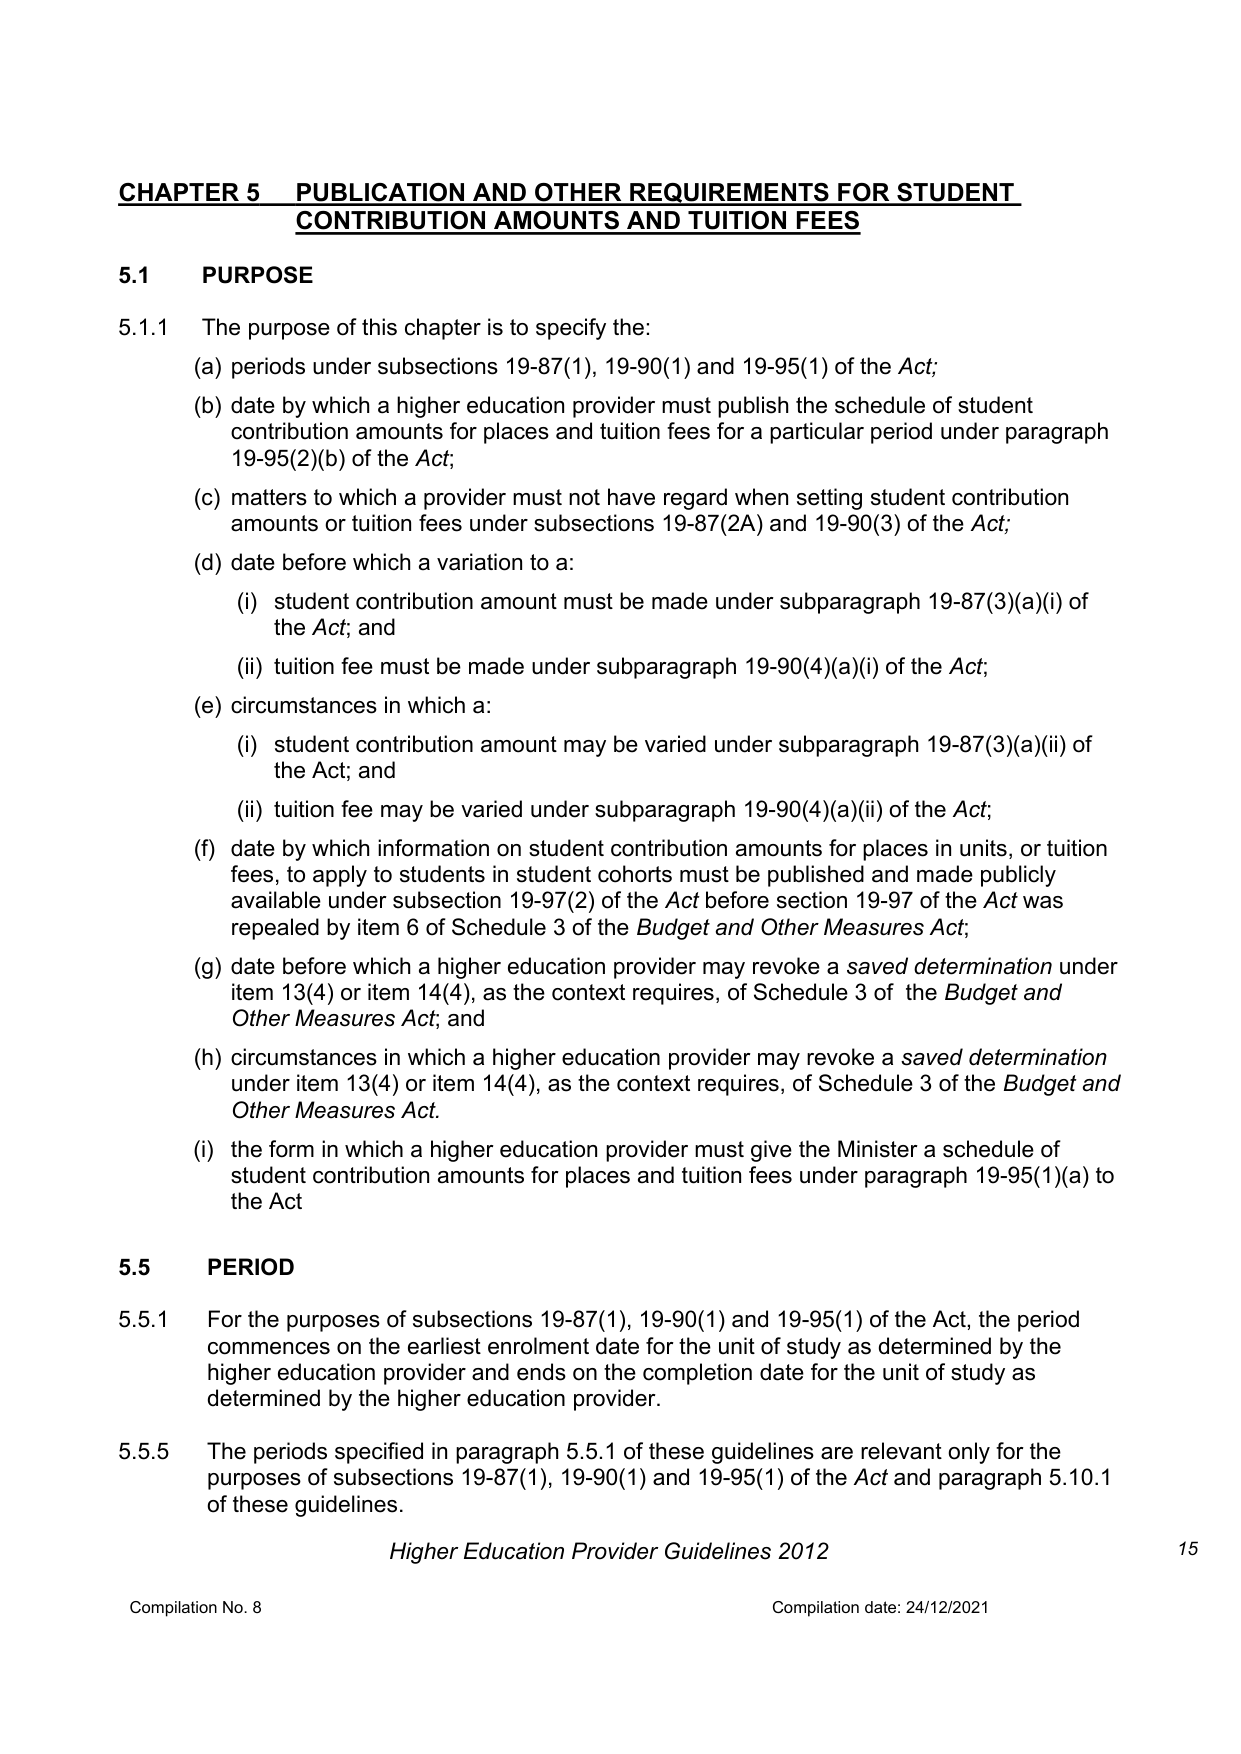 CHAPTER 5 PUBLICATION AND OTHER REQUIREMENTS FOR STUDENT
CONTRIBUTION AMOUNTS AND TUITION FEES
5.1 PURPOSE
5.1.1 The purpose of this chapter is to specify the:
(a) periods under subsections 19-87(1), 19-90(1) and 19-95(1) of the Act;
(b) date by which a higher education provider must publish the schedule of student
contribution amounts for places and tuition fees for a particular period under paragraph
19-95(2)(b) of the Act;
(c) matters to which a provider must not have regard when setting student contribution
amounts or tuition fees under subsections 19-87(2A) and 19-90(3) of the Act;
(d) date before which a variation to a:
(i) student contribution amount must be made under subparagraph 19-87(3)(a)(i) of
the Act; and
(ii) tuition fee must be made under subparagraph 19-90(4)(a)(i) of the Act;
(e) circumstances in which a:
(i) student contribution amount may be varied under subparagraph 19-87(3)(a)(ii) of
the Act; and
(ii) tuition fee may be varied under subparagraph 19-90(4)(a)(ii) of the Act;
(f) date by which information on student contribution amounts for places in units, or tuition
fees, to apply to students in student cohorts must be published and made publicly
available under subsection 19-97(2) of the Act before section 19-97 of the Act was
repealed by item 6 of Schedule 3 of the Budget and Other Measures Act;
(g) date before which a higher education provider may revoke a saved determination under
item 13(4) or item 14(4), as the context requires, of Schedule 3 of the Budget and
Other Measures Act; and
(h) circumstances in which a higher education provider may revoke a saved determination
under item 13(4) or item 14(4), as the context requires, of Schedule 3 of the Budget and
Other Measures Act.
(i) the form in which a higher education provider must give the Minister a schedule of
student contribution amounts for places and tuition fees under paragraph 19-95(1)(a) to
the Act
5.5 PERIOD
5.5.1 For the purposes of subsections 19-87(1), 19-90(1) and 19-95(1) of the Act, the period
commences on the earliest enrolment date for the unit of study as determined by the
higher education provider and ends on the completion date for the unit of study as
determined by the higher education provider.
5.5.5 The periods specified in paragraph 5.5.1 of these guidelines are relevant only for the
purposes of subsections 19-87(1), 19-90(1) and 19-95(1) of the Act and paragraph 5.10.1
of these guidelines.
Higher Education Provider Guidelines 2012 15
Compilation No. 8 Compilation date: 24/12/2021